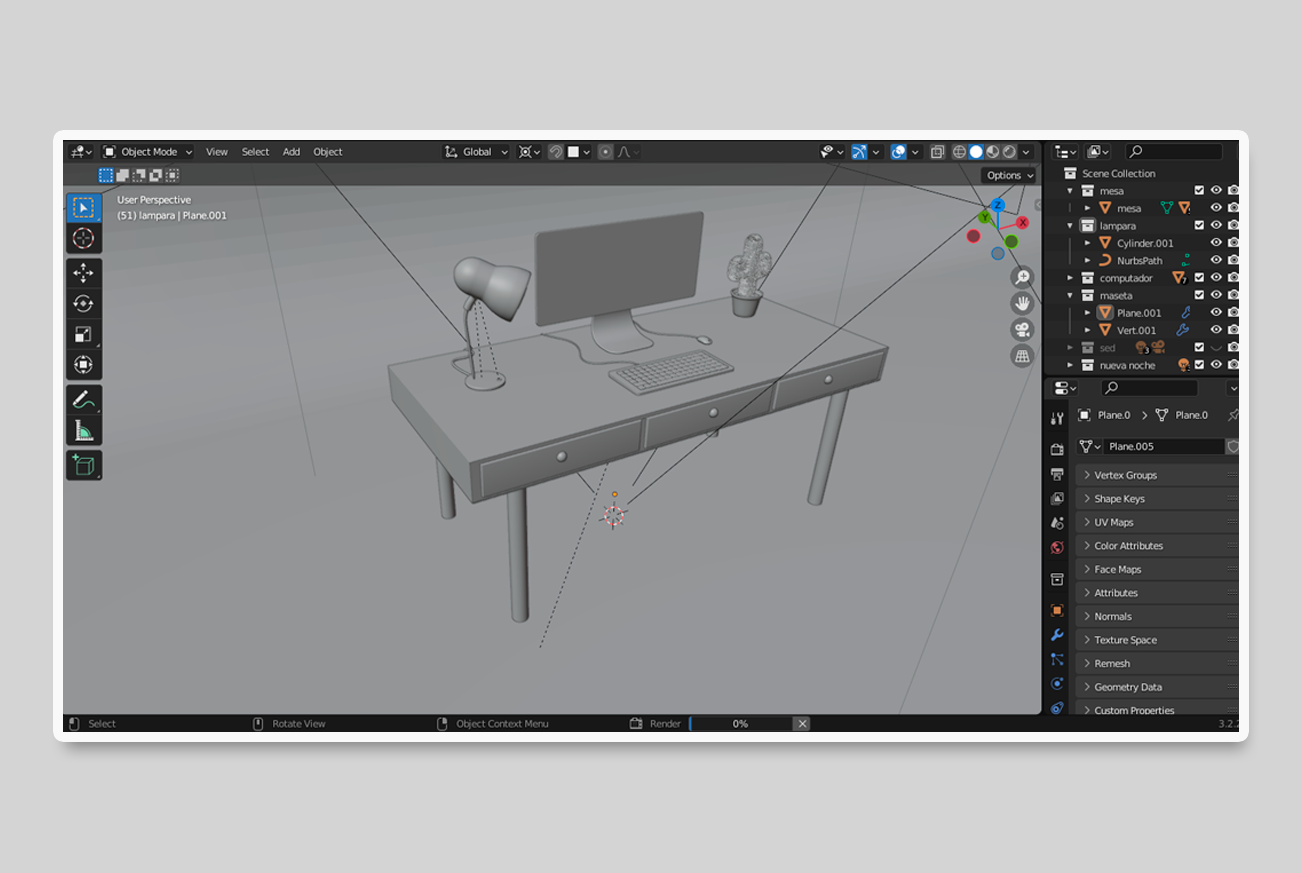 Object Mode View Select Add Object Global
Options
User Perspective
(51) lampara | Plane.001
Z
Y
X
Scene Collection
mesa
mesa
lampara
Cylinder.001
NurbsPath
computador 7
maseta
Plane.001
Vert.001
sed 3
nueva noche
Plane.0 Plane.0
Plane.005
Vertex Groups
Shape Keys
UV Maps
Color Attributes
Face Maps
Attributes
Normals
Texture Space
Remesh
Geometry Data
Custom Properties
Select Rotate View Object Context Menu Render 0%